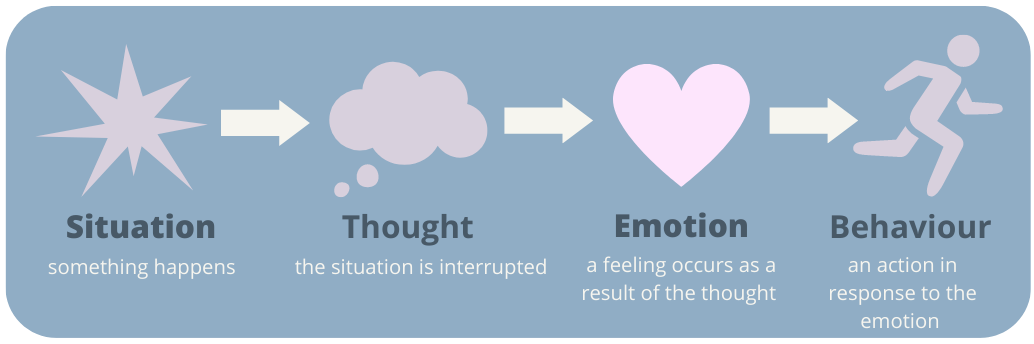 Situation
something happens
Thought
the situation is interrupted
Emotion
a feeling occurs as a
result of the thought
Behaviour
an action in
response to the
emotion